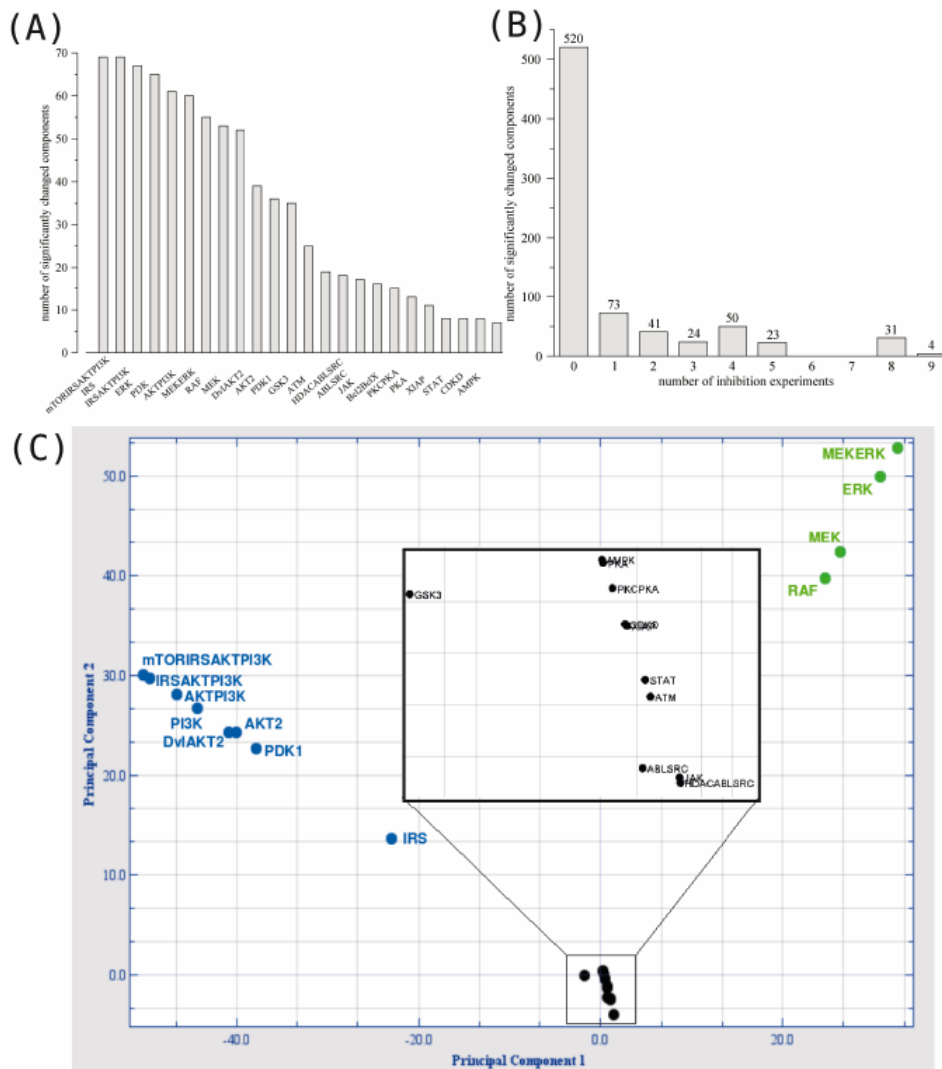 (A)
number of significantly changed components
70
60
50
40
30
20
10
0
mTORIRSAKTPI3K
IRS
IRSAKTPI3K
ERK
PI3K
AKTPI3K
MEKERK
RAF
MEK
DvlAKT2
AKT2
PDK1
GSK3
ATM
HDACABLSRC
ABLSRC
JAK
Bcl2BclX
PKCPKA
PKA
XIAP
STAT
CDKD
AMPK
(B)
number of significantly changed components
500
400
300
200
100
0
520
73
41
24
50
23
31
4
0 1 2 3 4 5 6 7 8 9
number of inhibtion experiments
(C)
Principal Component 2
50.0
40.0
30.0
20.0
10.0
0.0
MEKERK
ERK
MEK
RAF
mTORIRSAKTPI3K
IRSAKTPI3K
AKTPI3K
PI3K
AKT2
DvlAKT2
PDK1
IRS
AMPK
PKA
GSK3
PKCPKA
STAT
ATM
ABLSRC
JAK
HDACABLSRC
-40.0 -20.0 0.0 20.0
Principal Component 1